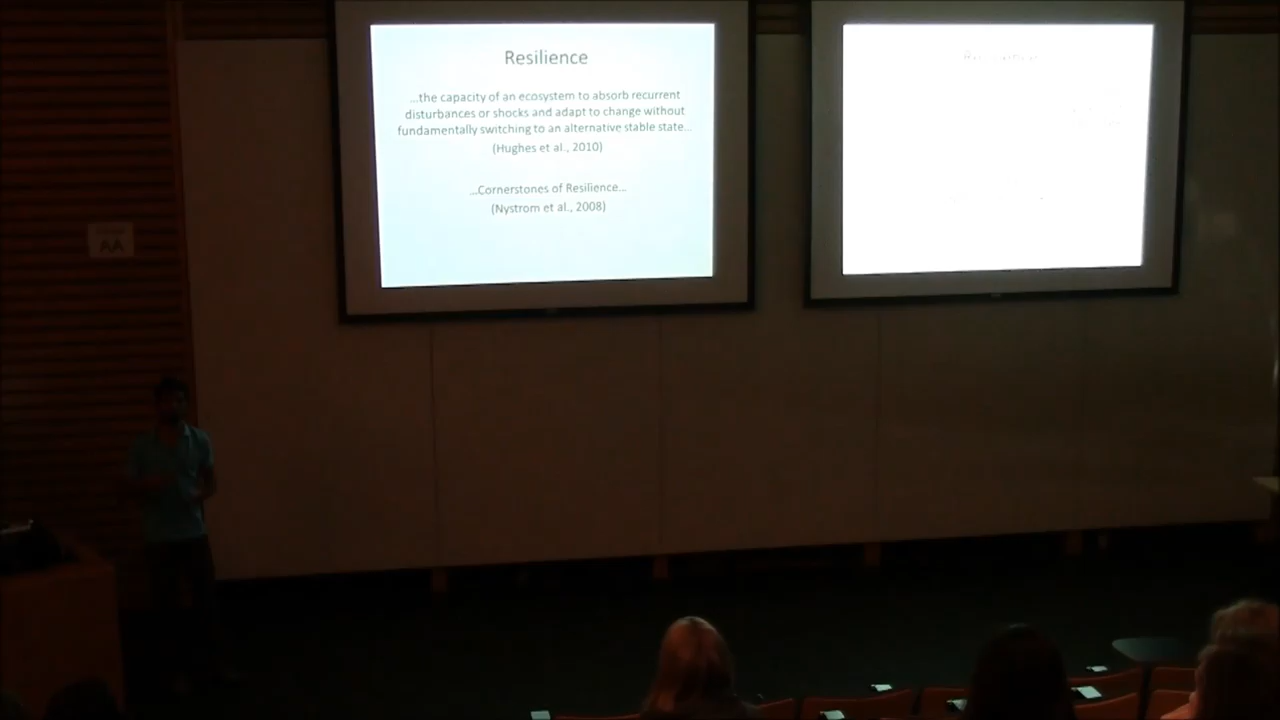 Resilience
...the capacity of an ecosystem to absorb recurrent
disturbances or shocks and adapt to change without
fundamentally switching to an alternative stable state...
(Hughes et al., 2010)
...Cornerstones of Resilience...
(Nystrom et al., 2008)
AA